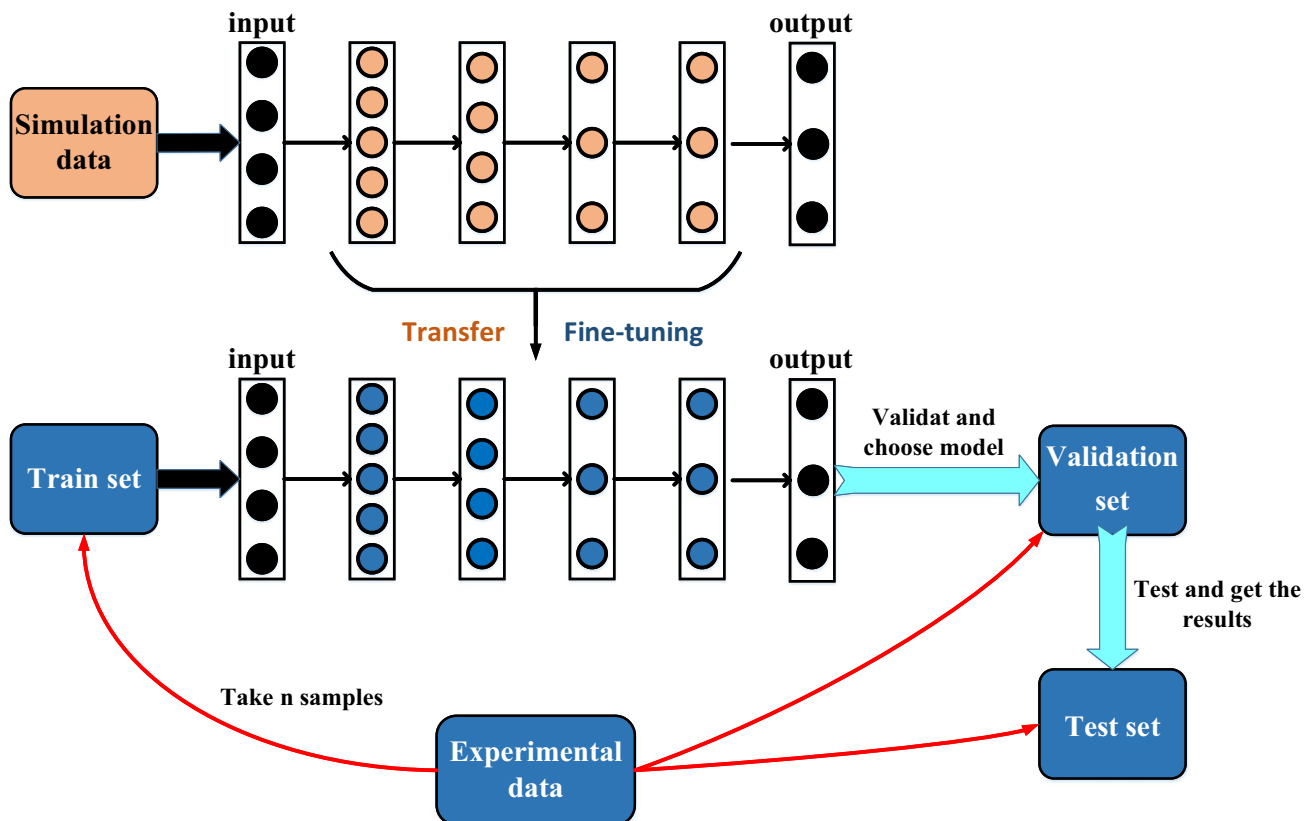 input
output
Simulation
data
Transfer
Fine-tuning
input
output
Train set
Validat and
choose model
Validation
set
Test and get the
results
Take n samples
Experimental
data
Test set